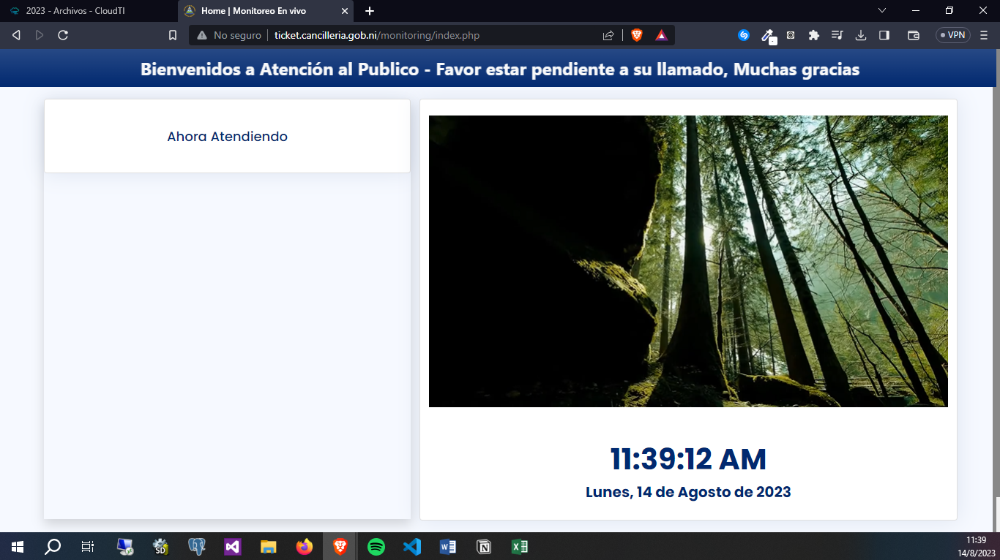 2023 - Archivos - CloudTI
Home | Monitoreo En vivo
No seguro
ticket.cancilleria.gob.ni/monitoring/index.php
VPN
Bienvenidos a Atención al Publico - Favor estar pendiente a su llamado, Muchas gracias
Ahora Atendiendo
11:39:12 AM
Lunes, 14 de Agosto de 2023
SD
11:39
14/8/2023